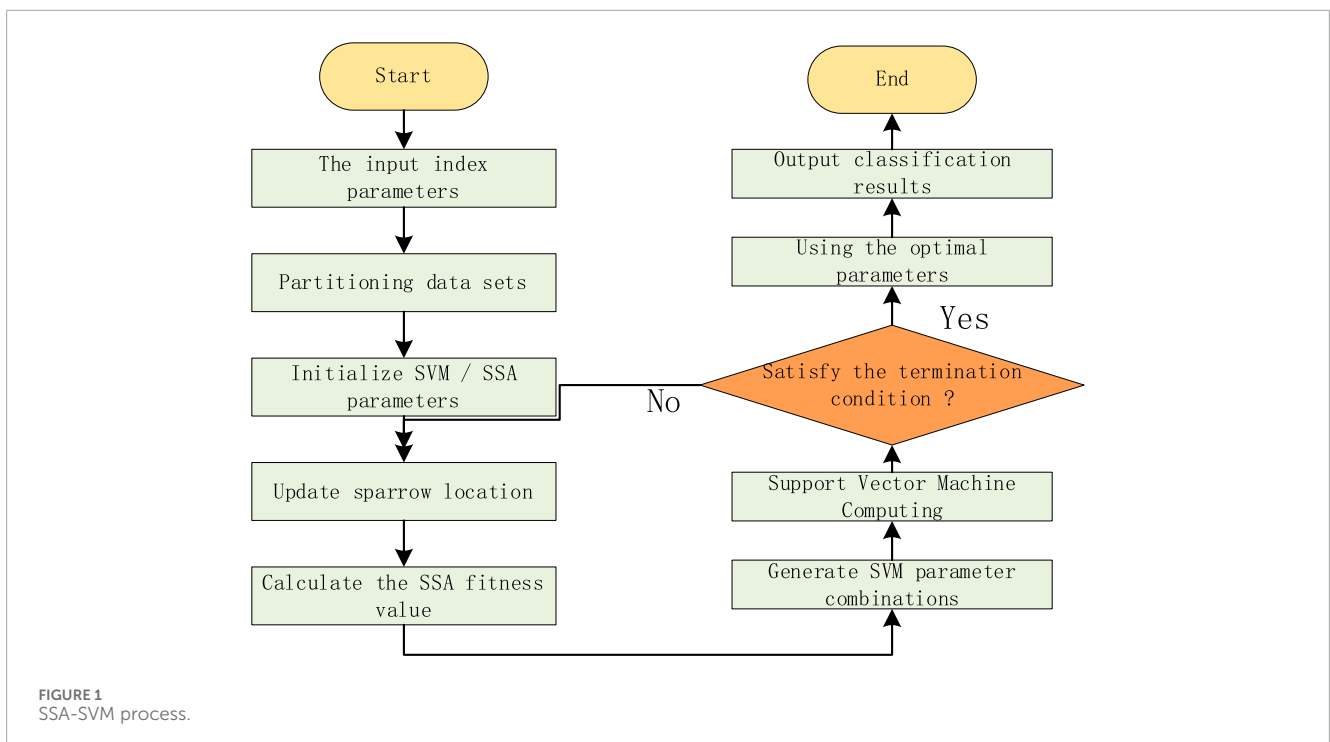 Start
The input index
parameters
Partitioning data sets
Initialize SVM / SSA
parameters
Update sparrow location
Calculate the SSA fitness
value
End
Output classification
results
Using the optimal
parameters
Yes
Satisfy the termination
condition ?
No
Support Vector Machine
Computing
Generate SVM parameter
combinations
FIGURE 1
SSA-SVM process.